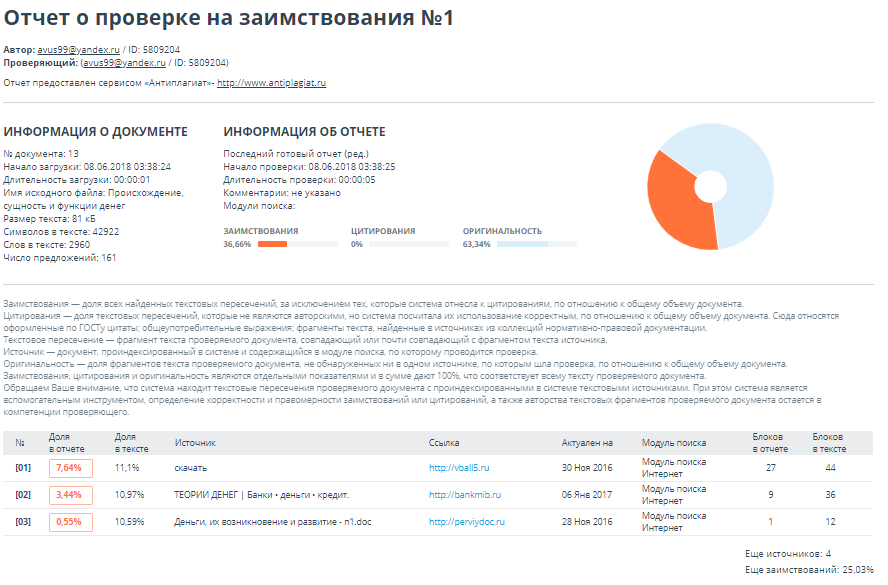 Отчет о проверке на заимствования №1
Автор: avus99@yandex.ru / ID: 5809204
Проверяющий: (avus99@yandex.ru / ID: 5809204)
Отчет предоставлен сервисом «Антиплагиат»- http://www.antiplagiat.ru
ИНФОРМАЦИЯ О ДОКУМЕНТЕ
№ документа: 13
Начало загрузки: 08.06.2018 03:38:24
Длительность загрузки: 00:00:01
Имя исходного файла: Происхождение,
сущность и функции денег
Размер текста: 81 кБ
Символов в тексте: 42922
Слов в тексте: 2960
Число предложений: 161
ИНФОРМАЦИЯ ОБ ОТЧЕТЕ
Последний готовый отчет (ред.)
Начало проверки: 08.06.2018 03:38:25
Длительность проверки: 00:00:05
Комментарии: не указано
Модули поиска:
ЗАИМСТВОВАНИЯ ЦИТИРОВАНИЯ ОРИГИНАЛЬНОСТЬ
36,66% 0% 63,34%
Заимствования — доля всех найденных текстовых пересечений, за исключением тех, которые система отнесла к цитированиям, по отношению к общему объему документа.
Цитирования — доля текстовых пересечений, которые не являются авторскими, но система посчитала их использование корректным, по отношению к общему объему документа. Сюда относятся
оформленные по ГОСТу цитаты; общеупотребительные выражения; фрагменты текста, найденные в источниках из коллекций нормативно-правовой документации.
Текстовое пересечение — фрагмент текста проверяемого документа, совпадающий или почти совпадающий с фрагментом текста источника.
Источник — документ, проиндексированный в системе и содержащийся в модуле поиска, по которому проводится проверка.
Оригинальность — доля фрагментов текста проверяемого документа, не обнаруженных ни в одном источнике, по которым шла проверка, по отношению к общему объему документа.
Заимствования, цитирования и оригинальность являются отдельными показателями и в сумме дают 100%, что соответствует всему тексту проверяемого документа.
Обращаем Ваше внимание, что система находит текстовые пересечения проверяемого документа с проиндексированными в системе текстовыми источниками. При этом система является
вспомогательным инструментом, определение корректности и правомерности заимствований или цитирований, а также авторства текстовых фрагментов проверяемого документа остается в
компетенции проверяющего.
№ Доля в отчете Доля в тексте Источник Ссылка Актуален на Модуль поиска Блоков в отчете Блоков в тексте
[01] 7,64% 11,1% скачать http://vball5.ru 30 Ноя 2016 Модуль поиска Интернет 27 44
[02] 3,44% 10,97% ТЕОРИИ ДЕНЕГ | Банки • деньги • кредит. http://bankmib.ru 06 Янв 2017 Модуль поиска Интернет 9 36
[03] 0,55% 10,59% Деньги, их возникновение и развитие - n1.doc http://perviydoc.ru 28 Ноя 2016 Модуль поиска Интернет 1 12
Еще источников: 4
Еще заимствований: 25,03%